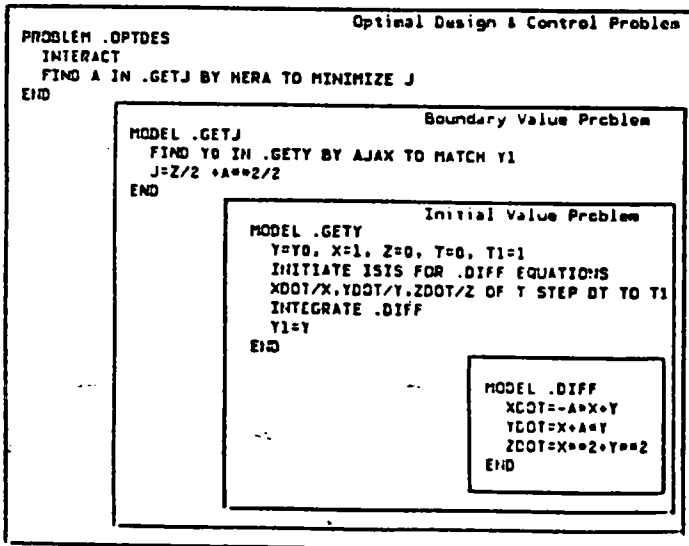 Optimal Design & Control Problem
PROBLEM .OPTDES
INTERACT
FIND A IN .GETJ BY HERA TO MINIMIZE J
END
Boundary Value Problem
MODEL .GETJ
FIND Y0 IN .GETY BY AJAX TO MATCH Y1
J=Z/2 +A**2/2
END
Initial Value Problem
MODEL .GETY
Y=Y0, X=1, Z=0, T=0, T1=1
INITIATE ISIS FOR .DIFF EQUATIONS
XDOT/X,YDOT/Y,ZDOT/Z OF T STEP DT TO T1
INTEGRATE .DIFF
Y1=Y
END
MODEL .DIFF
XDOT=-A*X+Y
YDOT=X+A*Y
ZDOT=X**2+Y**2
END